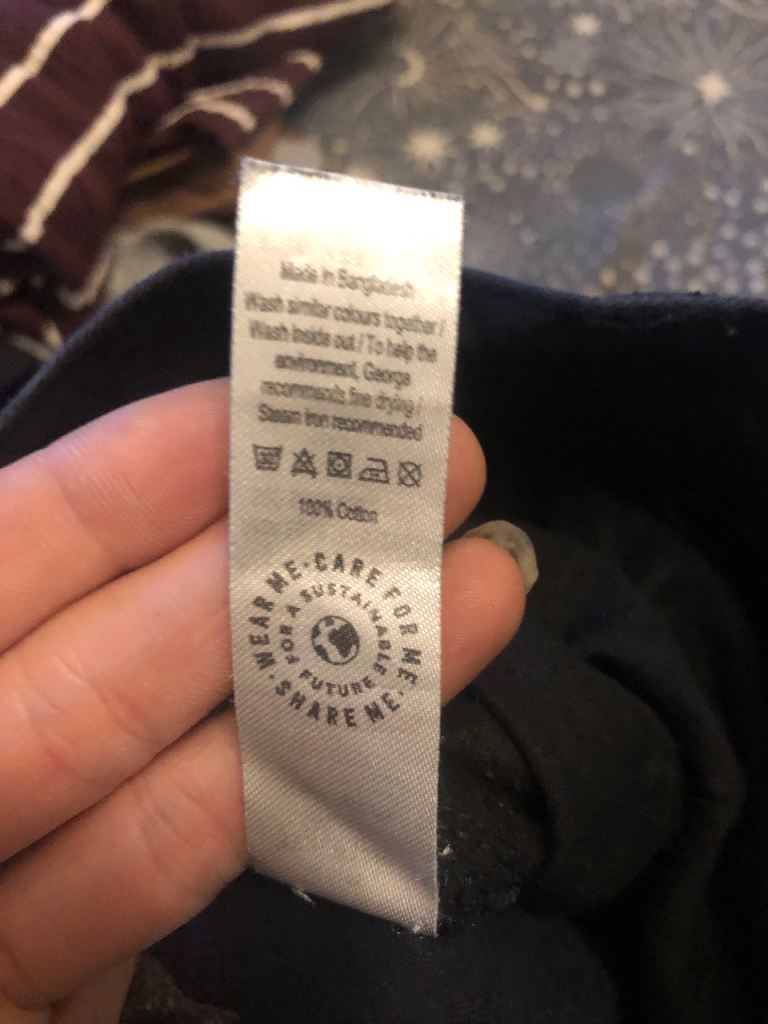 Made in Bangladesh
Wash similar colours together /
Wash inside out / To help the
environment, George
recommends line drying /
Steam iron recommended
100% Cotton
WEAR ME · CARE FOR ME · SHARE ME ·
FOR A SUSTAINABLE FUTURE